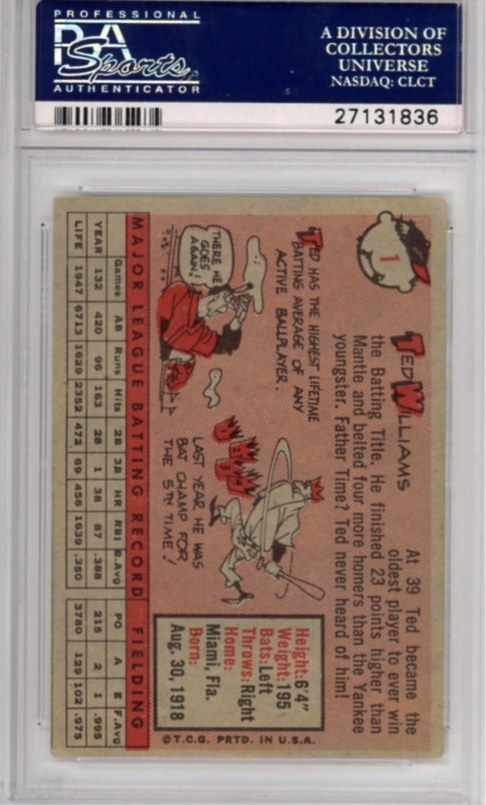 PROFESSIONAL
PSA
Sports
AUTHENTICATOR
A DIVISION OF
COLLECTORS
UNIVERSE
NASDAQ: CLCT
27131836
1
TED WILLIAMS
At 39 Ted became the
oldest player to ever win
the Batting Title. He finished 23 points higher than
Mantle and belted four more homers than the Yankee
youngster. Father Time? Ted never heard of him!
TED HAS THE HIGHEST LIFETIME
BATTING AVERAGE OF ANY
ACTIVE BALLPLAYER.
THERE HE
GOES
AGAIN!
LAST YEAR HE WAS
BAT CHAMP FOR
THE 5TH TIME!
Height: 6'4"
Weight: 195
Bats: Left
Throws: Right
Home:
Miami, Fla.
Born:
Aug. 30, 1918
©T.C.G. PRTD. IN U.S.A.
MAJOR LEAGUE BATTING RECORD FIELDING
Games AB Runs Hits 2B 3B HR RBI B.Avg PO A E F.Avg
YEAR 132 420 96 163 28 1 38 87 .388 215 2 1 .995
LIFE 1947 6713 1629 2352 472 69 456 1639 .350 3780 129 102 .975